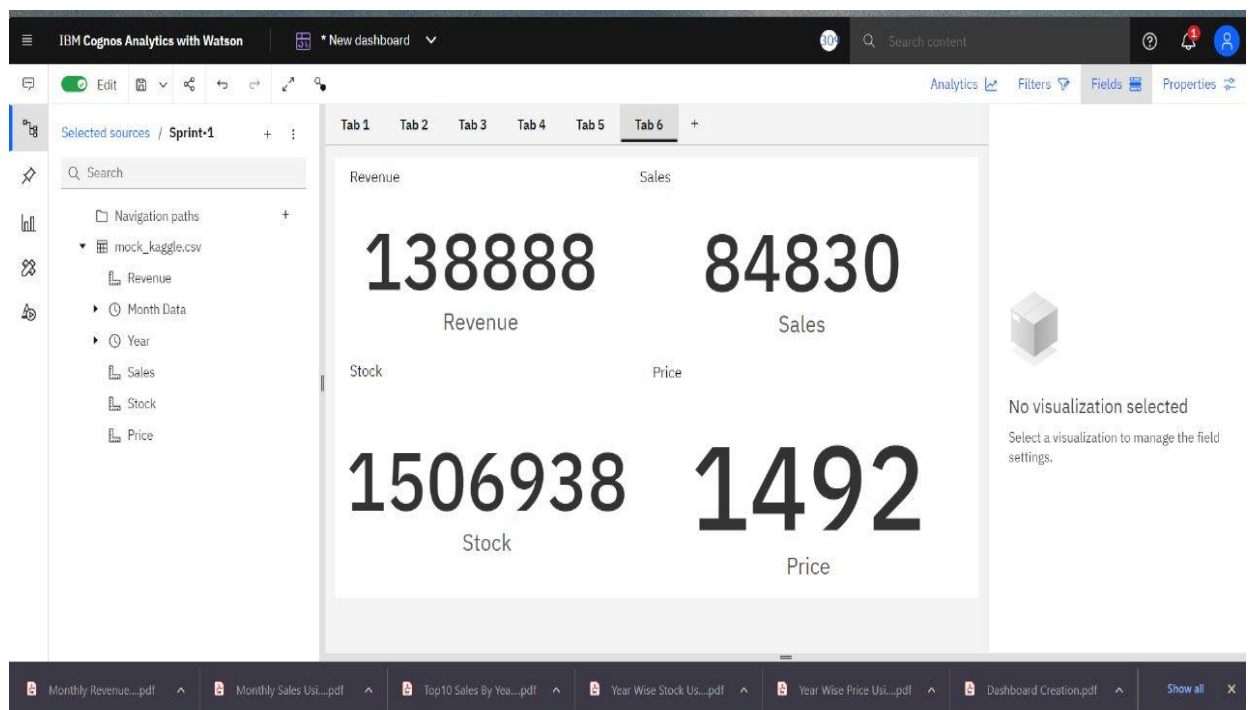 IBM Cognos Analytics with Watson
* New dashboard
Search content
1
Edit
Analytics
Filters
Fields
Properties
Selected sources / Sprint-1
Tab 1 Tab 2 Tab 3 Tab 4 Tab 5 Tab 6 +
Search
Navigation paths +
mock_kaggle.csv
Revenue
Month Data
Year
Sales
Stock
Price
Revenue
138888
Revenue
Sales
84830
Sales
Stock
1506938
Stock
Price
1492
Price
No visualization selected
Select a visualization to manage the field
settings.
Monthly Revenue....pdf
Monthly Sales Usi....pdf
Top10 Sales By Yea....pdf
Year Wise Stock Us....pdf
Year Wise Price Usi....pdf
Dashboard Creation.pdf
Show all X